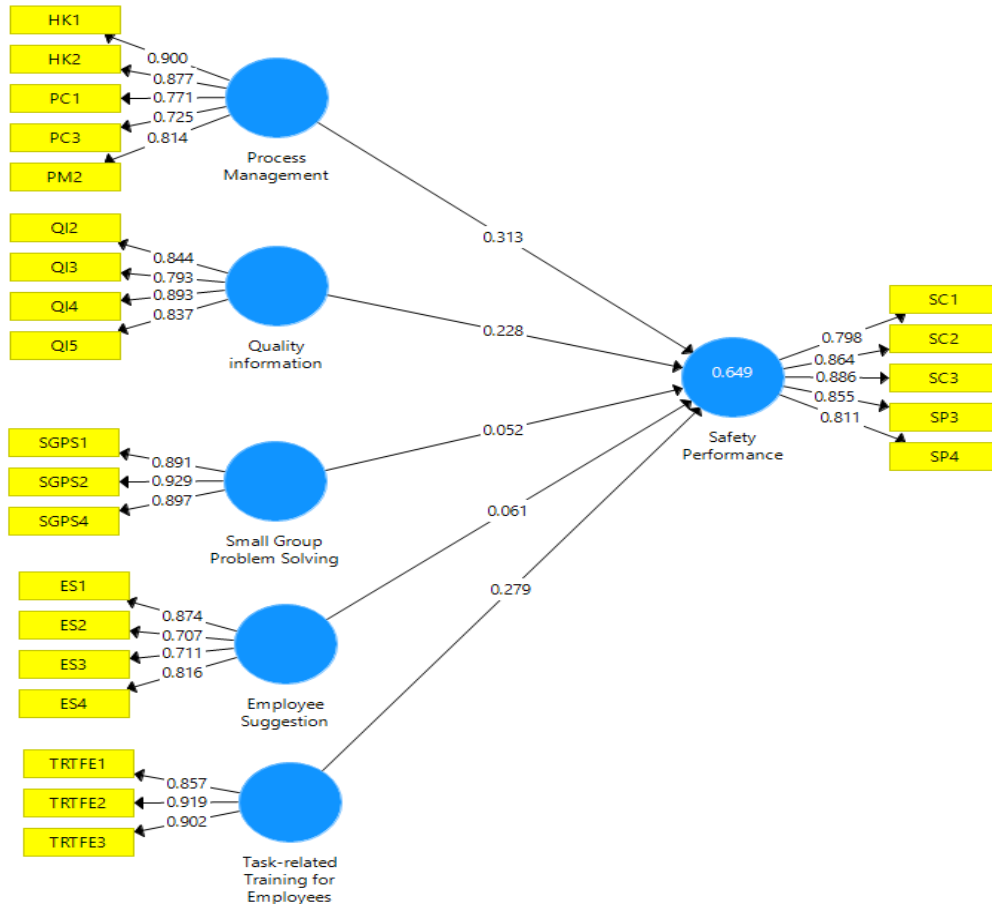 HK1
HK2
PC1
PC3
PM2
0.900
0.877
0.771
0.725
0.814
Process
Management
QI2
QI3
QI4
QI5
0.844
0.793
0.893
0.837
Quality
information
SGPS1
SGPS2
SGPS4
0.891
0.929
0.897
Small Group
Problem Solving
ES1
ES2
ES3
ES4
0.874
0.707
0.711
0.816
Employee
Suggestion
TRTFE1
TRTFE2
TRTFE3
0.857
0.919
0.902
Task-related
Training for
Employees
0.313
0.228
0.052
0.061
0.279
0.649
Safety
Performance
0.798
0.864
0.886
0.855
0.811
SC1
SC2
SC3
SP3
SP4